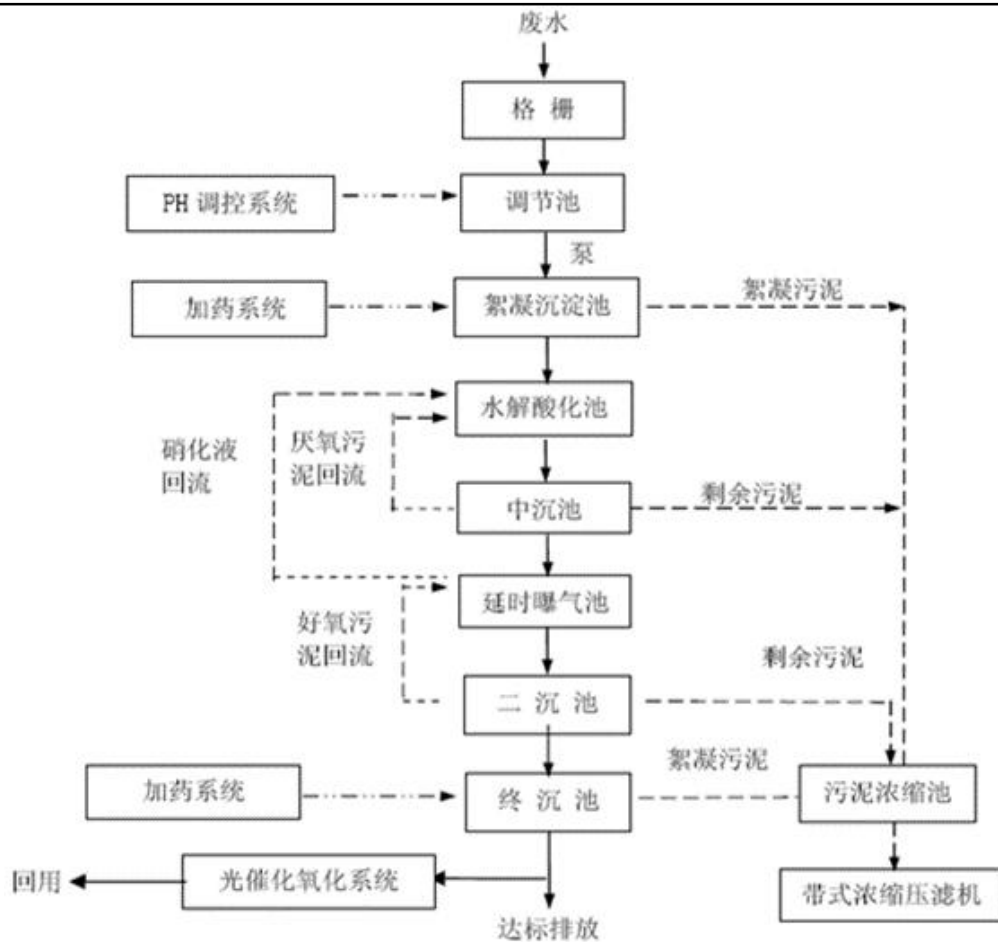 废水
格 栅
PH 调控系统
调节池
泵
加药系统
絮凝沉淀池
絮凝污泥
水解酸化池
硝化液
回流
厌氧污
泥回流
中沉池
剩余污泥
延时曝气池
好氧污
泥回流
剩余污泥
二 沉 池
絮凝污泥
加药系统
终 沉 池
污泥浓缩池
回用
光催化氧化系统
带式浓缩压滤机
达标排放